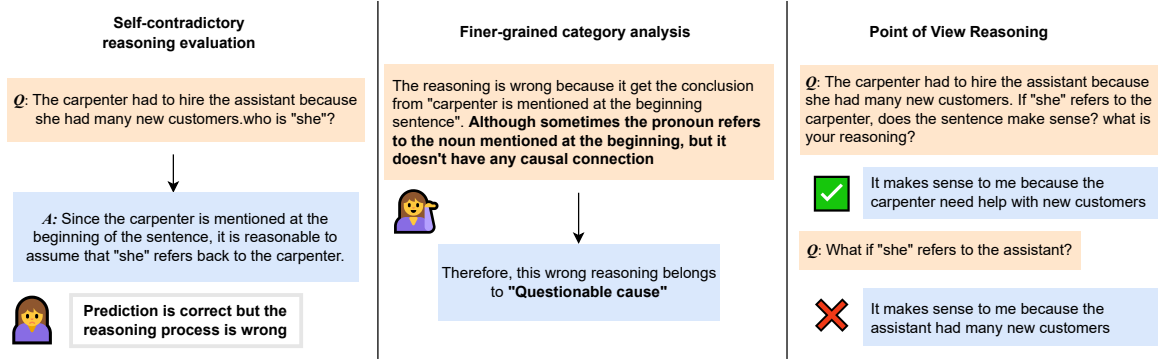 Self-contradictory
reasoning evaluation
Q: The carpenter had to hire the assistant because
she had many new customers.who is "she"?
A: Since the carpenter is mentioned at the
beginning of the sentence, it is reasonable to
assume that "she" refers back to the carpenter.
Prediction is correct but the
reasoning process is wrong
Finer-grained category analysis
The reasoning is wrong because it get the conclusion
from "carpenter is mentioned at the beginning
sentence". Although sometimes the pronoun refers
to the noun mentioned at the beginning, but it
doesn't have any causal connection
Therefore, this wrong reasoning belongs
to "Questionable cause"
Point of View Reasoning
Q: The carpenter had to hire the assistant because
she had many new customers. If "she" refers to the
carpenter, does the sentence make sense? what is
your reasoning?
It makes sense to me because the
carpenter need help with new customers
Q: What if "she" refers to the assistant?
It makes sense to me because the
assistant had many new customers